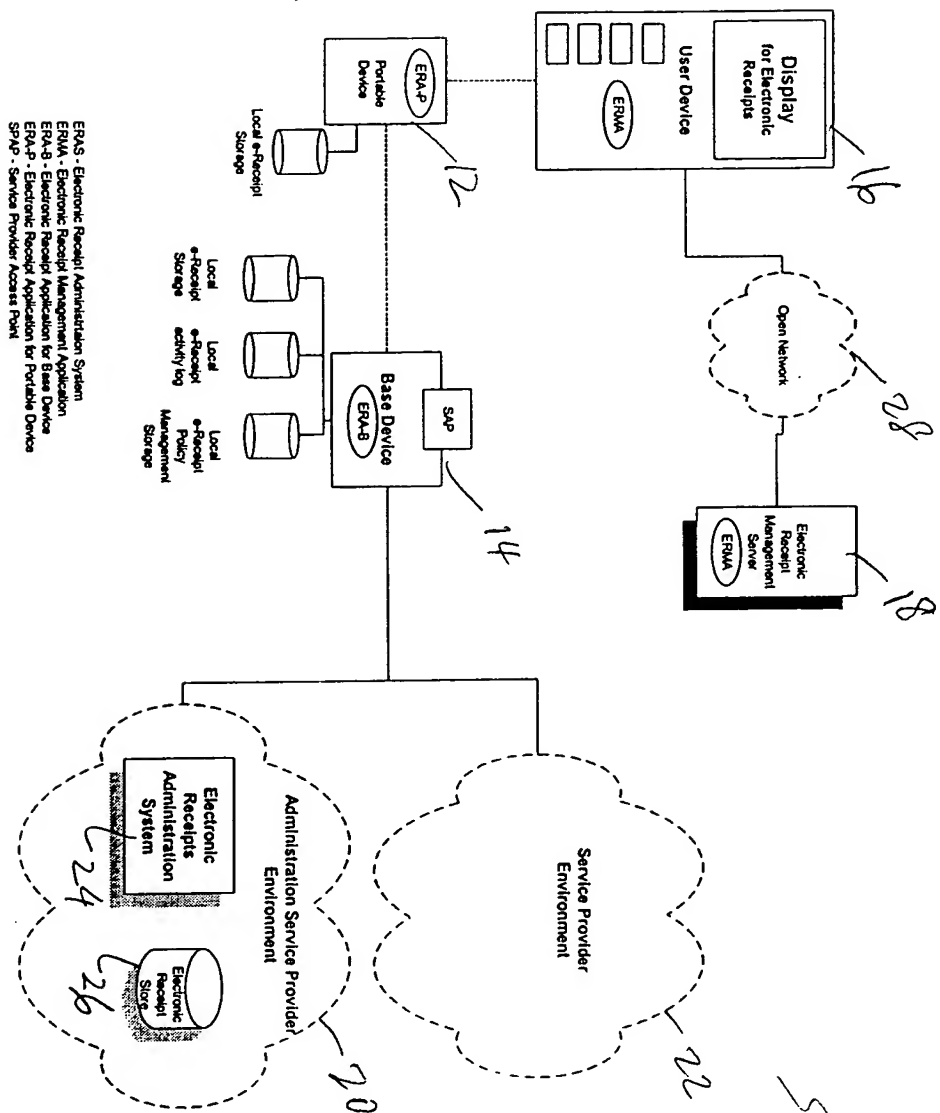 Display
for Electronic
Receipts
User Device
ERMA
16
Open Network
28
Electronic
Receipt
Management
Server
ERMA
18
ERA-P
Portable
Device
12
Local e-Receipt
Storage
SAP
Base Device
ERA-B
14
Local
e-Receipt
Storage
Local
e-Receipt
activity log
Local
e-Receipt
Policy
Management
Storage
Service Provider
Environment
22
Administration Service Provider
Environment
20
Electronic
Receipts
Administration
System
24
Electronic
Receipt
Store
26
ERAS - Electronic Receipt Administriaion System
ERMA - Electronic Receipt Management Application
ERA-B - Electronic Receipt Application for Base Device
ERA-P - Electronic Receipt Application for Portable Device
SPAP - Service Provider Access Point